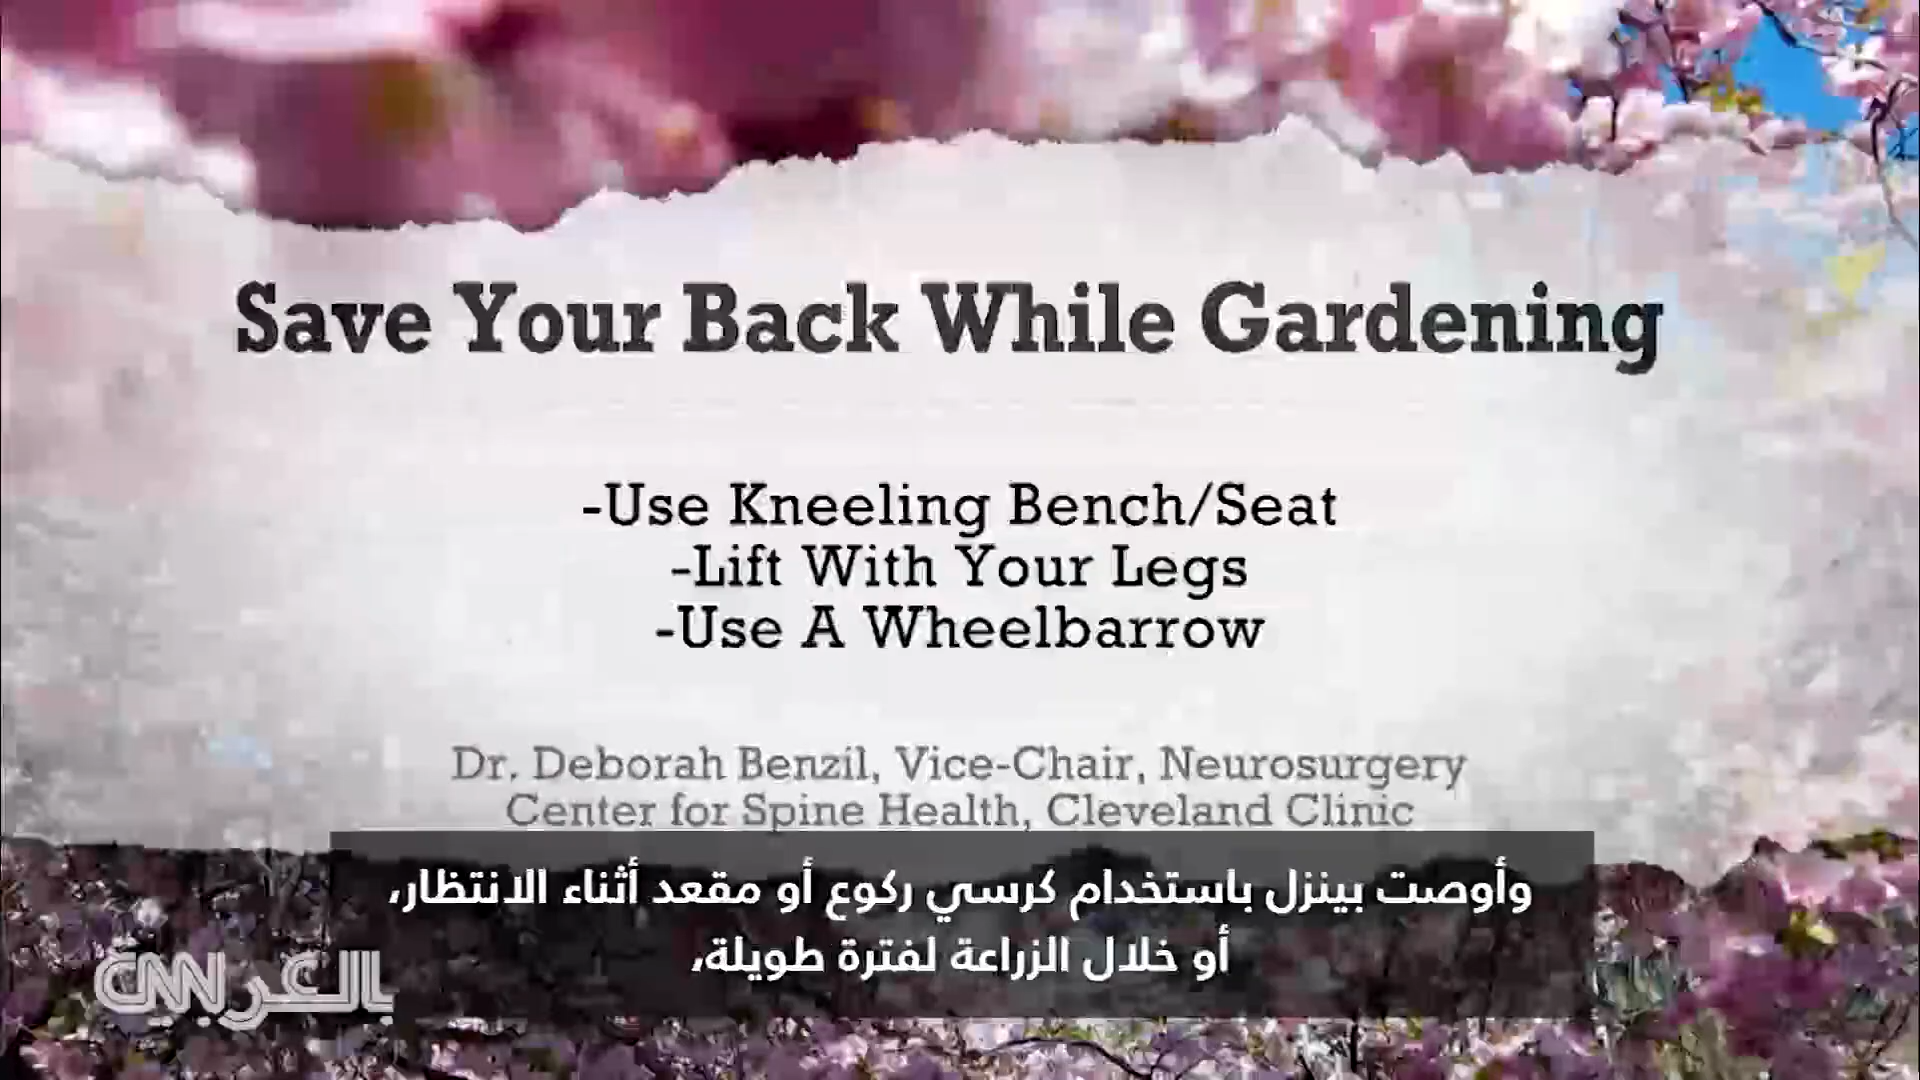 Save Your Back While Gardening
-Use Kneeling Bench/Seat
-Lift With Your Legs
-Use A Wheelbarrow
Dr. Deborah Benzil, Vice-Chair, Neurosurgery
Center for Spine Health, Cleveland Clinic
وأوصت بينزل باستخدام كرسي ركوع أو مقعد أثناء الانتظار،
أو خلال الزراعة لفترة طويلة،
CNN بالعربية